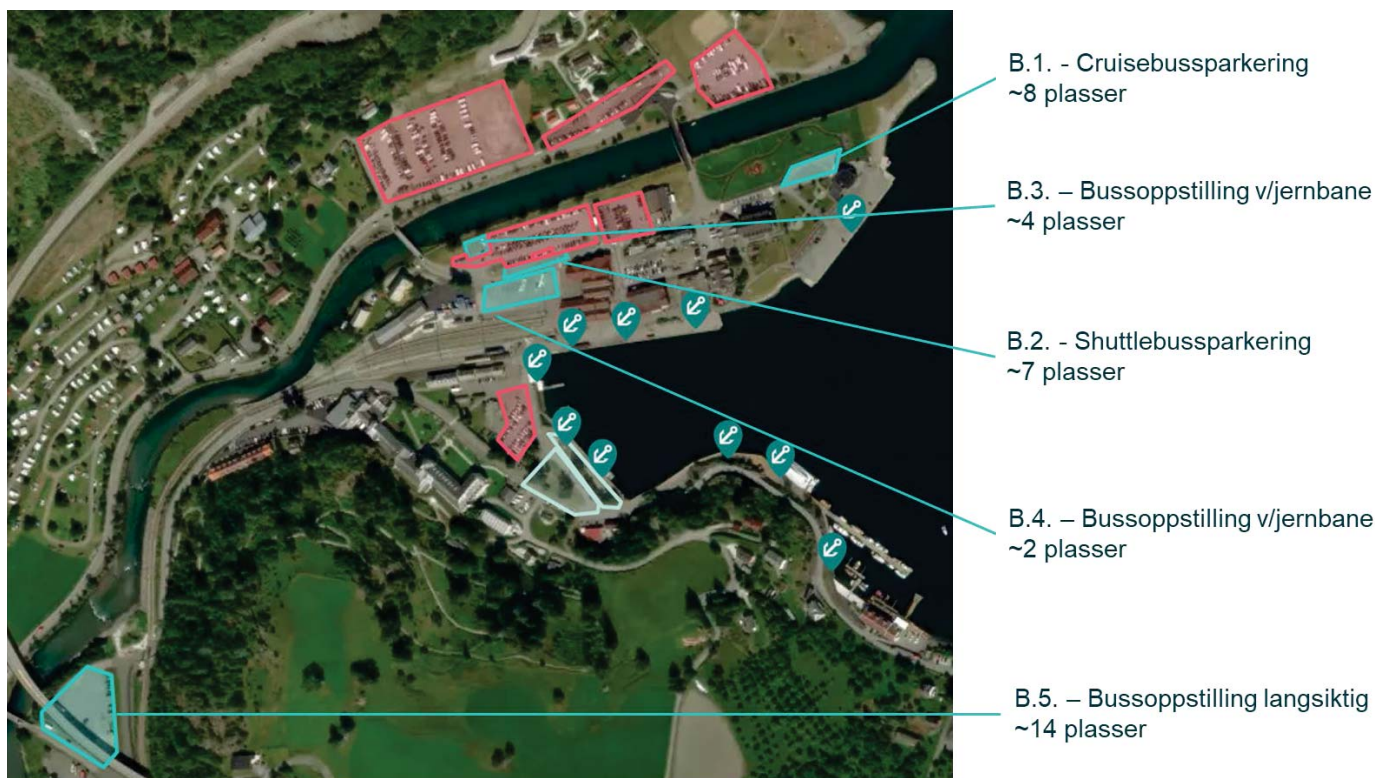 B.1. - Cruisebussparkering
~8 plasser
B.3. – Bussoppstilling v/jernbane
~4 plasser
B.2. - Shuttlebussparkering
~7 plasser
B.4. – Bussoppstilling v/jernbane
~2 plasser
B.5. – Bussoppstilling langsiktig
~14 plasser